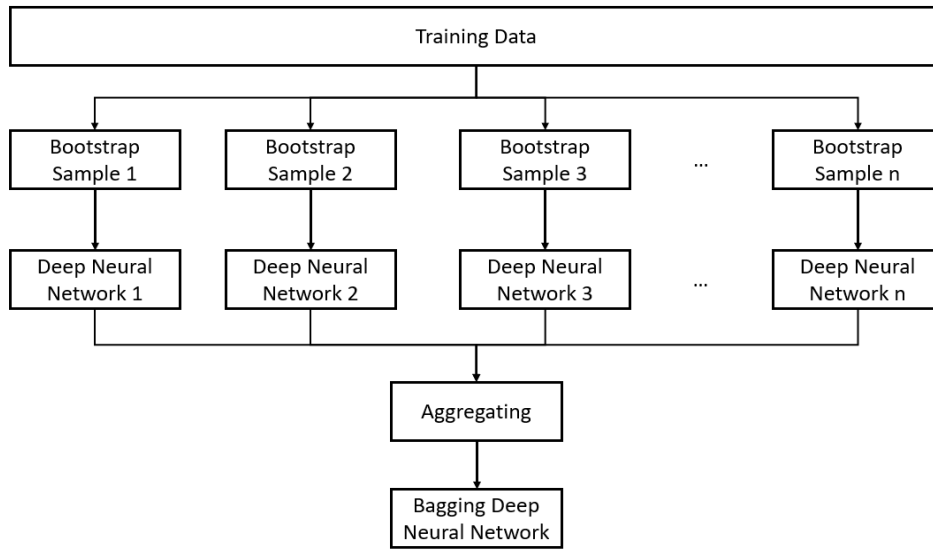 Training Data
Bootstrap
Sample 1
Bootstrap
Sample 2
Bootstrap
Sample 3
...
Bootstrap
Sample n
Deep Neural
Network 1
Deep Neural
Network 2
Deep Neural
Network 3
...
Deep Neural
Network n
Aggregating
Bagging Deep
Neural Network